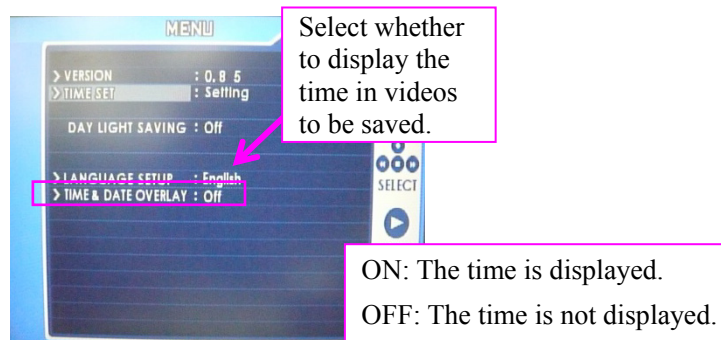 MENU
Select whether
to display the
time in videos
to be saved.
> VERSION : 0, 8 5
> TIME SET : Setting
DAY LIGHT SAVING : Off
> LANGUAGE SETUP : English
> TIME & DATE OVERLAY : Off
SELECT
ON: The time is displayed.
OFF: The time is not displayed.